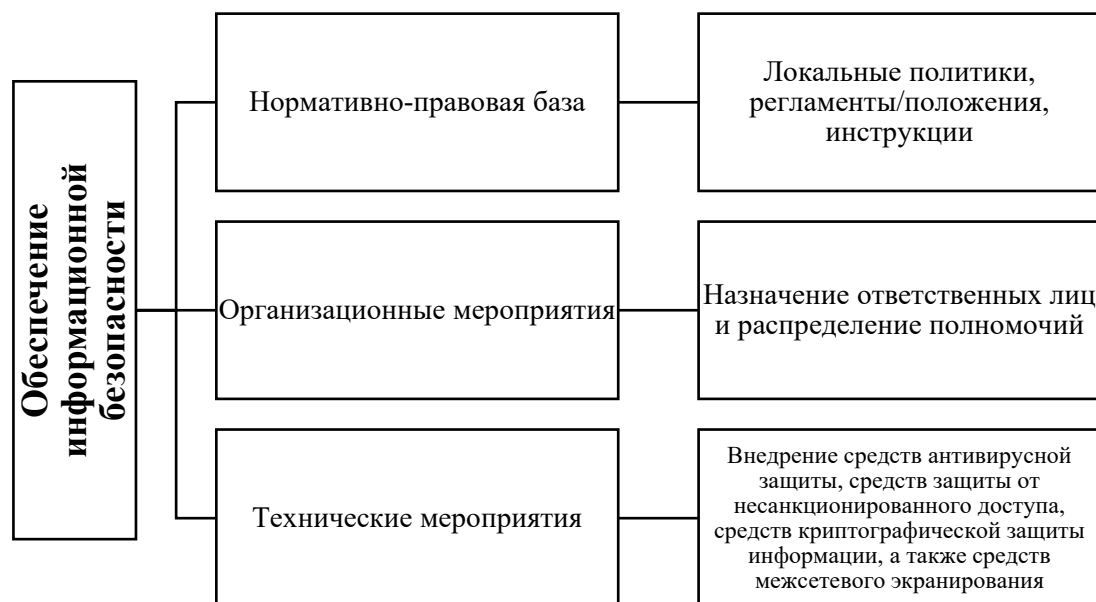 Обеспечение
информационной
безопасности
Нормативно-правовая база
Локальные политики,
регламенты/положения,
инструкции
Организационные мероприятия
Назначение ответственных лиц
и распределение полномочий
Технические мероприятия
Внедрение средств антивирусной
защиты, средств защиты от
несанкционированного доступа,
средств криптографической защиты
информации, а также средств
межсетевого экранирования